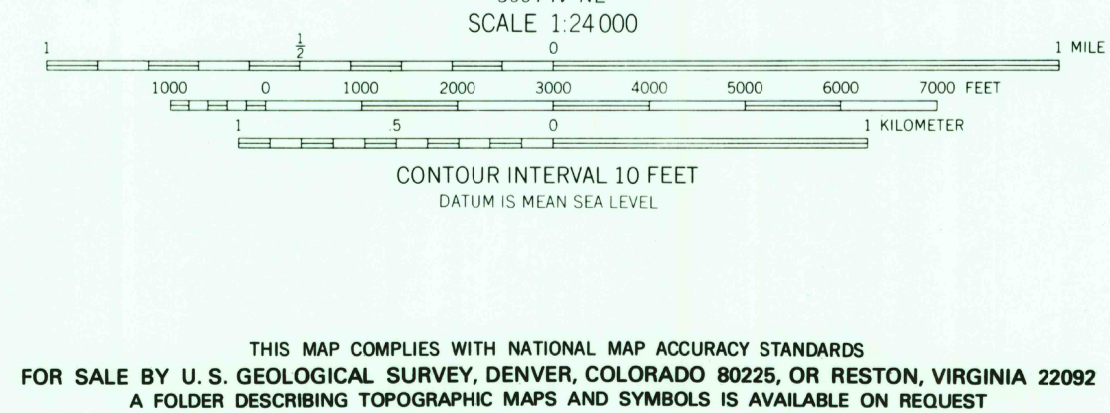 SCALE 1:24 000
1 ½ 0 1 MILE
1000 0 1000 2000 3000 4000 5000 6000 7000 FEET
1 .5 0 1 KILOMETER
CONTOUR INTERVAL 10 FEET
DATUM IS MEAN SEA LEVEL
THIS MAP COMPLIES WITH NATIONAL MAP ACCURACY STANDARDS
FOR SALE BY U. S. GEOLOGICAL SURVEY, DENVER, COLORADO 80225, OR RESTON, VIRGINIA 22092
A FOLDER DESCRIBING TOPOGRAPHIC MAPS AND SYMBOLS IS AVAILABLE ON REQUEST